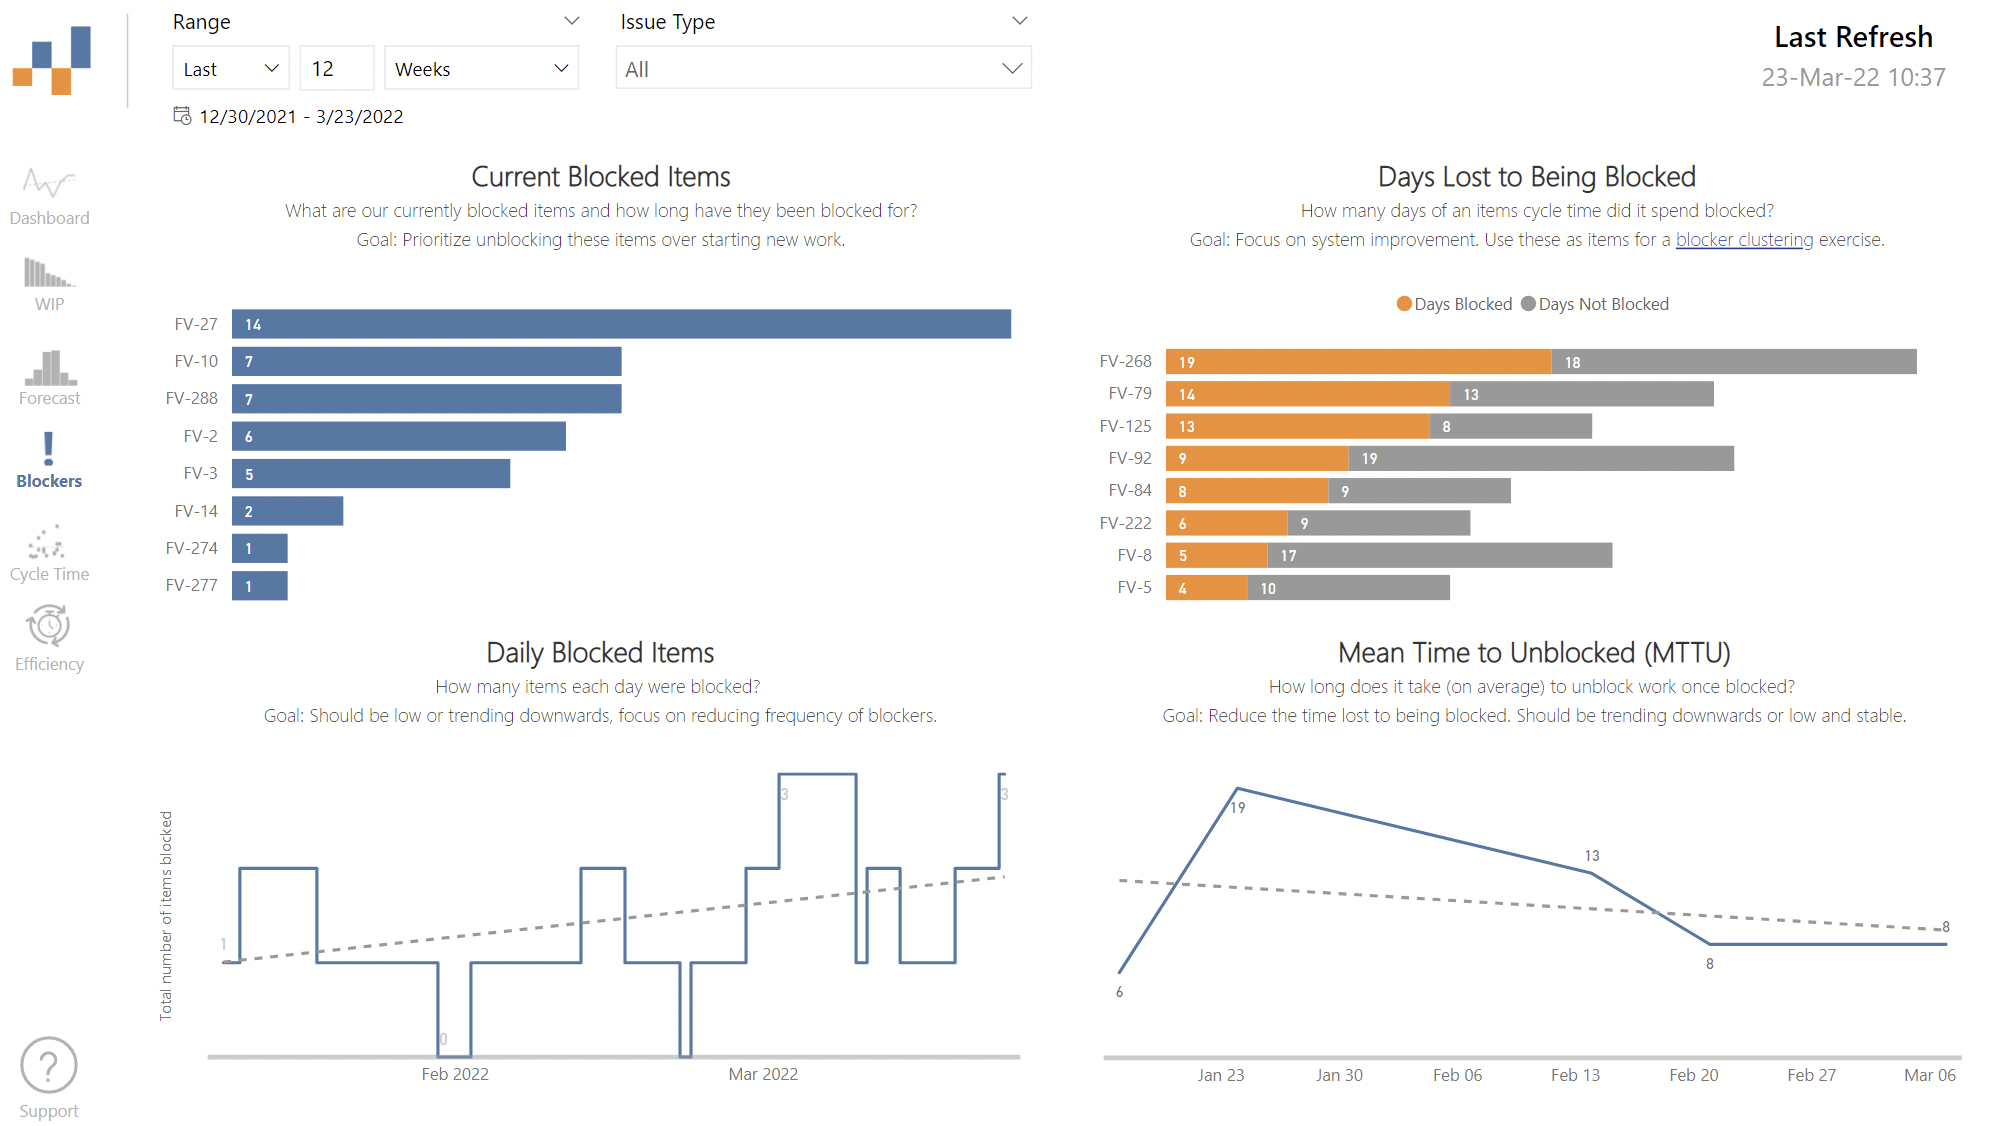 Range
Issue Type
Last Refresh
Last
12
Weeks
All
23-Mar-22 10:37
12/30/2021 - 3/23/2022
Dashboard
WIP
Forecast
Blockers
Cycle Time
Efficiency
Support
Current Blocked Items
What are our currently blocked items and how long have they been blocked for?
Goal: Prioritize unblocking these items over starting new work.
FV-27 14
FV-10 7
FV-288 7
FV-2 6
FV-3 5
FV-14 2
FV-274 1
FV-277 1
Days Lost to Being Blocked
How many days of an items cycle time did it spend blocked?
Goal: Focus on system improvement. Use these as items for a blocker clustering exercise.
Days Blocked Days Not Blocked
FV-268 19 18
FV-79 14 13
FV-125 13 8
FV-92 9 19
FV-84 8 9
FV-222 6 9
FV-8 5 17
FV-5 4 10
Daily Blocked Items
How many items each day were blocked?
Goal: Should be low or trending downwards, focus on reducing frequency of blockers.
Total number of items blocked
1
0
3
3
Feb 2022
Mar 2022
Mean Time to Unblocked (MTTU)
How long does it take (on average) to unblock work once blocked?
Goal: Reduce the time lost to being blocked. Should be trending downwards or low and stable.
6
19
13
8
8
Jan 23
Jan 30
Feb 06
Feb 13
Feb 20
Feb 27
Mar 06